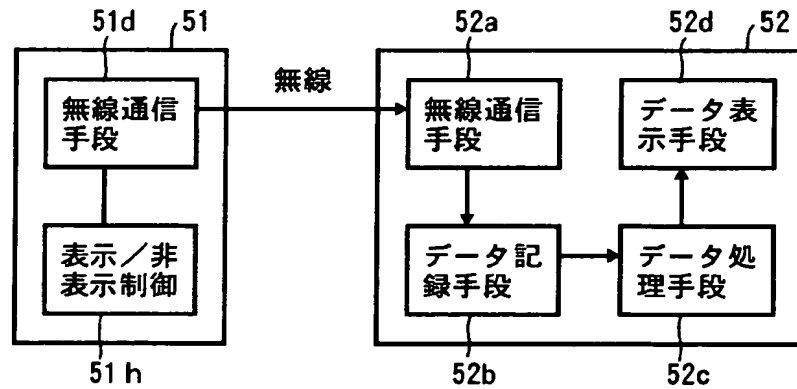 51d
51
52a
52d
52
無線
無線通信
手段
無線通信
手段
データ表
示手段
表示／非
表示制御
データ記
録手段
データ処
理手段
51h
52b
52c